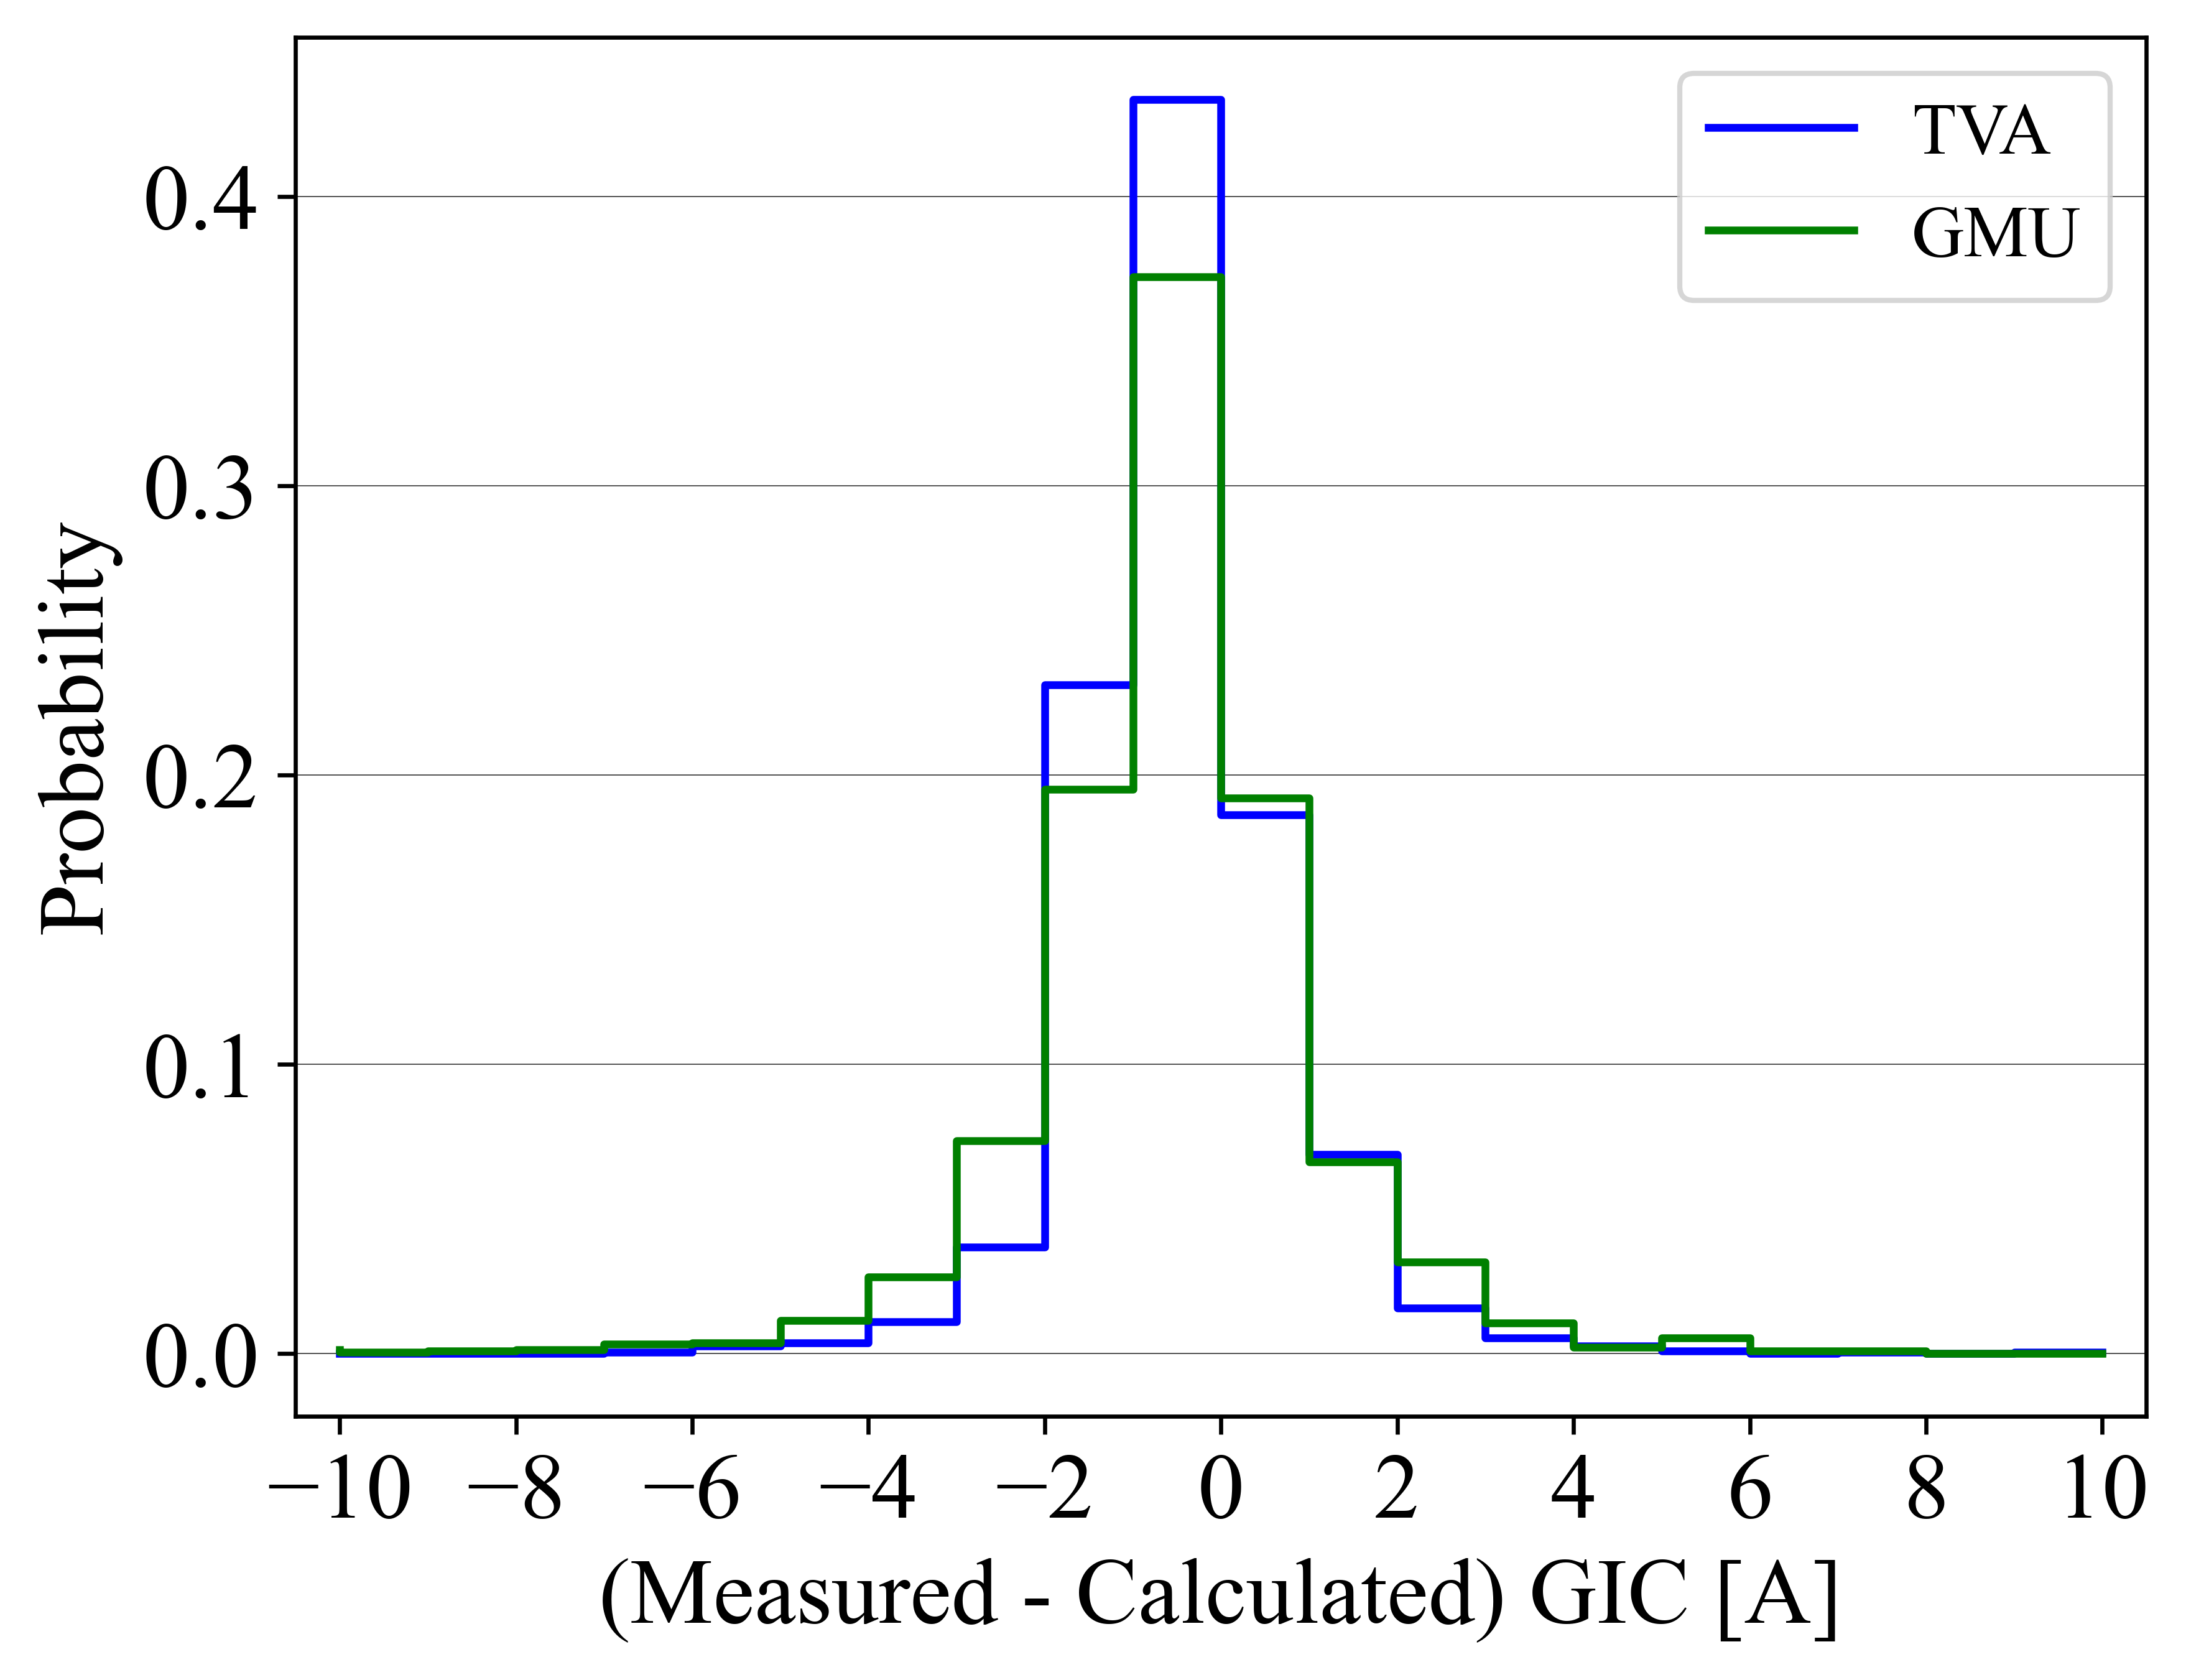 TVA
GMU
0.4
0.3
0.2
0.1
0.0
Probability
−10 −8 −6 −4 −2 0 2 4 6 8 10
(Measured - Calculated) GIC [A]